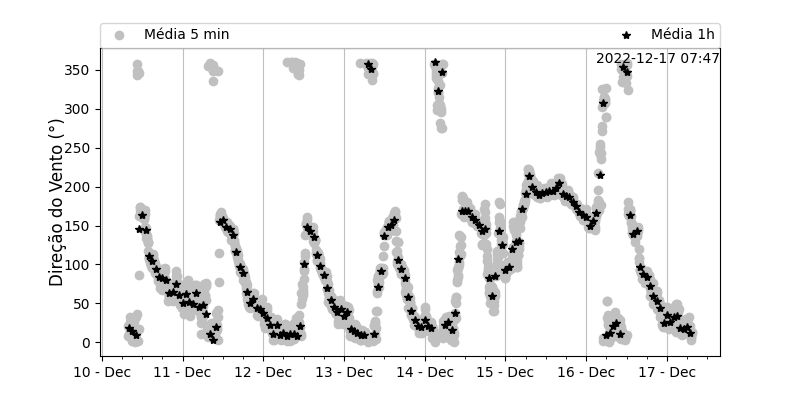 Média 5 min
Média 1h
2022-12-17 07:47
350
300
250
200
150
100
50
0
Direção do Vento (°)
10 - Dec
11 - Dec
12 - Dec
13 - Dec
14 - Dec
15 - Dec
16 - Dec
17 - Dec